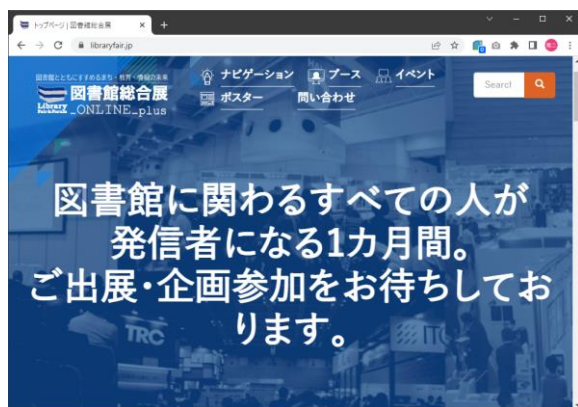 トップページ | 図書館総合展
libraryfair.jp
図書館とともにすすめるまち・教育・情報の未来
図書館総合展
Library
_ONLINE_plus
ナビゲーション
ブース
イベント
ポスター
問い合わせ
Search
図書館に関わるすべての人が
発信者になる1カ月間。
ご出展・企画参加をお待ちしてお
ります。
TRC